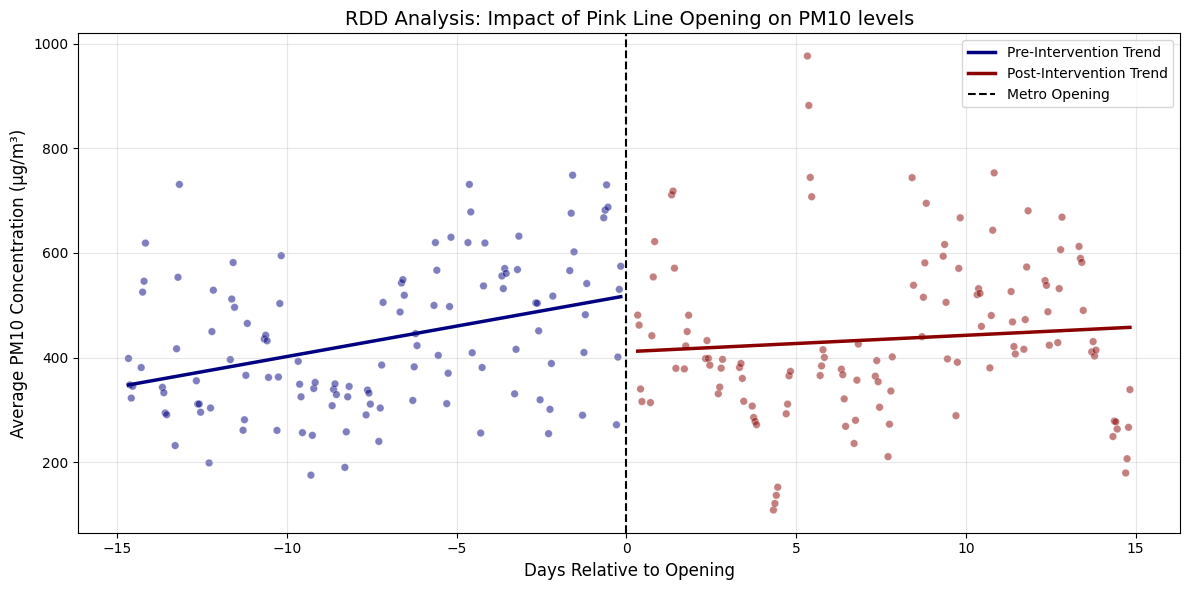 RDD Analysis: Impact of Pink Line Opening on PM10 levels
Pre-Intervention Trend
Post-Intervention Trend
Metro Opening
Average PM10 Concentration (µg/m³)
1000
800
600
400
200
−15
−10
−5
0
5
10
15
Days Relative to Opening